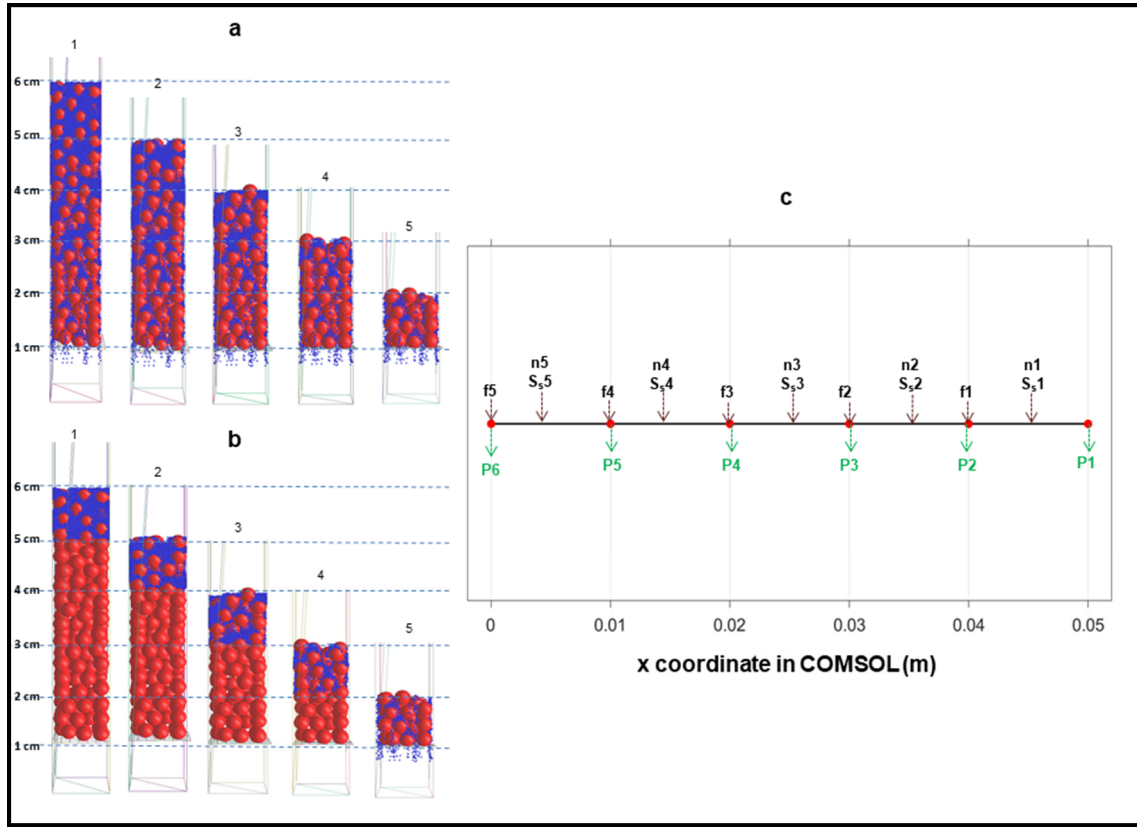 a
1
6 cm
2
5 cm
3
4 cm
4
3 cm
5
2 cm
1 cm
b
1
6 cm
2
5 cm
3
4 cm
4
3 cm
5
2 cm
1 cm
c
n5 n4 n3 n2 n1
f5 Ss5 f4 Ss4 f3 Ss3 f2 Ss2 f1 Ss1
P6 P5 P4 P3 P2 P1
0 0.01 0.02 0.03 0.04 0.05
x coordinate in COMSOL (m)